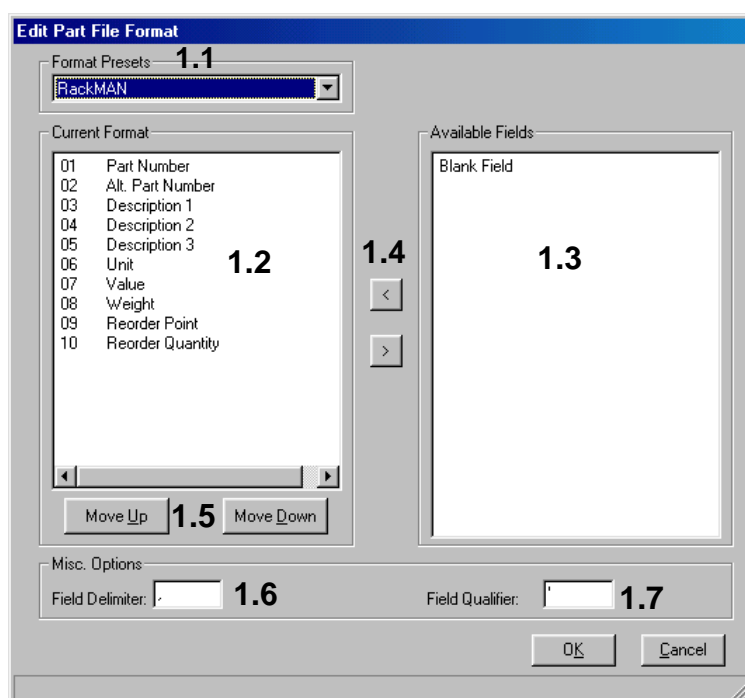 Edit Part File Format
Format Presets 1.1
RackMAN
Current Format
01 Part Number
02 Alt. Part Number
03 Description 1
04 Description 2
05 Description 3
06 Unit
07 Value
08 Weight
09 Reorder Point
10 Reorder Quantity
1.2
Move Up 1.5 Move Down
1.4
<
>
Available Fields
Blank Field
1.3
Misc. Options
Field Delimiter: , 1.6 Field Qualifier: ' 1.7
OK Cancel